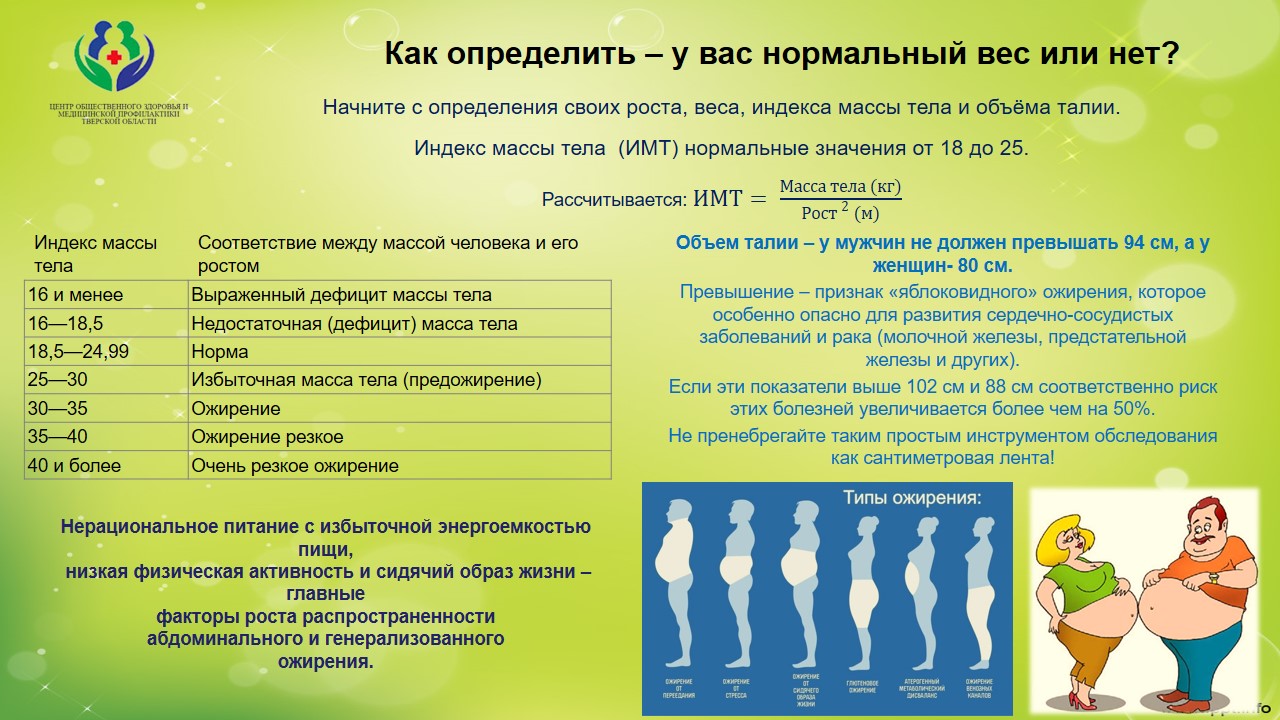 ЦЕНТР ОБЩЕСТВЕННОГО ЗДОРОВЬЯ И
МЕДИЦИНСКОЙ ПРОФИЛАКТИКИ
ТВЕРСКОЙ ОБЛАСТИ
Как определить – у вас нормальный вес или нет?
Начните с определения своих роста, веса, индекса массы тела и объёма талии.
Индекс массы тела (ИМТ) нормальные значения от 18 до 25.
Рассчитывается: ИМТ = Масса тела (кг)
Рост ² (м)
Индекс массы тела
Соответствие между массой человека и его ростом
16 и менее Выраженный дефицит массы тела
16—18,5 Недостаточная (дефицит) масса тела
18,5—24,99 Норма
25—30 Избыточная масса тела (предожирение)
30—35 Ожирение
35—40 Ожирение резкое
40 и более Очень резкое ожирение
Нерациональное питание с избыточной энергоемкостью
пищи,
низкая физическая активность и сидячий образ жизни –
главные
факторы роста распространенности
абдоминального и генерализованного
ожирения.
Объем талии – у мужчин не должен превышать 94 см, а у
женщин- 80 см.
Превышение – признак «яблоковидного» ожирения, которое
особенно опасно для развития сердечно-сосудистых
заболеваний и рака (молочной железы, предстательной
железы и других).
Если эти показатели выше 102 см и 88 см соответственно риск
этих болезней увеличивается более чем на 50%.
Не пренебрегайте таким простым инструментом обследования
как сантиметровая лента!
Типы ожирения:
ОЖИРЕНИЕ
ОТ
ПЕРЕЕДАНИЯ
ОЖИРЕНИЕ
ОТ
СТРЕССА
ОЖИРЕНИЕ
ОТ
СИДЯЧЕГО
ОБРАЗА
ЖИЗНИ
ГЛЮТЕНОВОЕ
ОЖИРЕНИЕ
АТЕРОГЕННЫЙ
МЕТАБОЛИЧЕСКИЙ
ДИСБАЛАНС
ОЖИРЕНИЕ
ВЕНОЗНЫХ
КАНАЛОВ